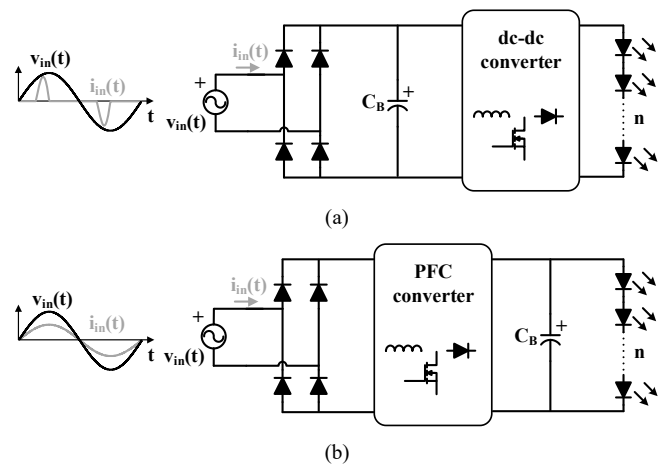 v_in(t)
i_in(t)
t
i_in(t)
+
v_in(t)
C_B
+
dc-dc
converter
n
(a)
v_in(t)
i_in(t)
t
i_in(t)
+
v_in(t)
PFC
converter
C_B
+
n
(b)